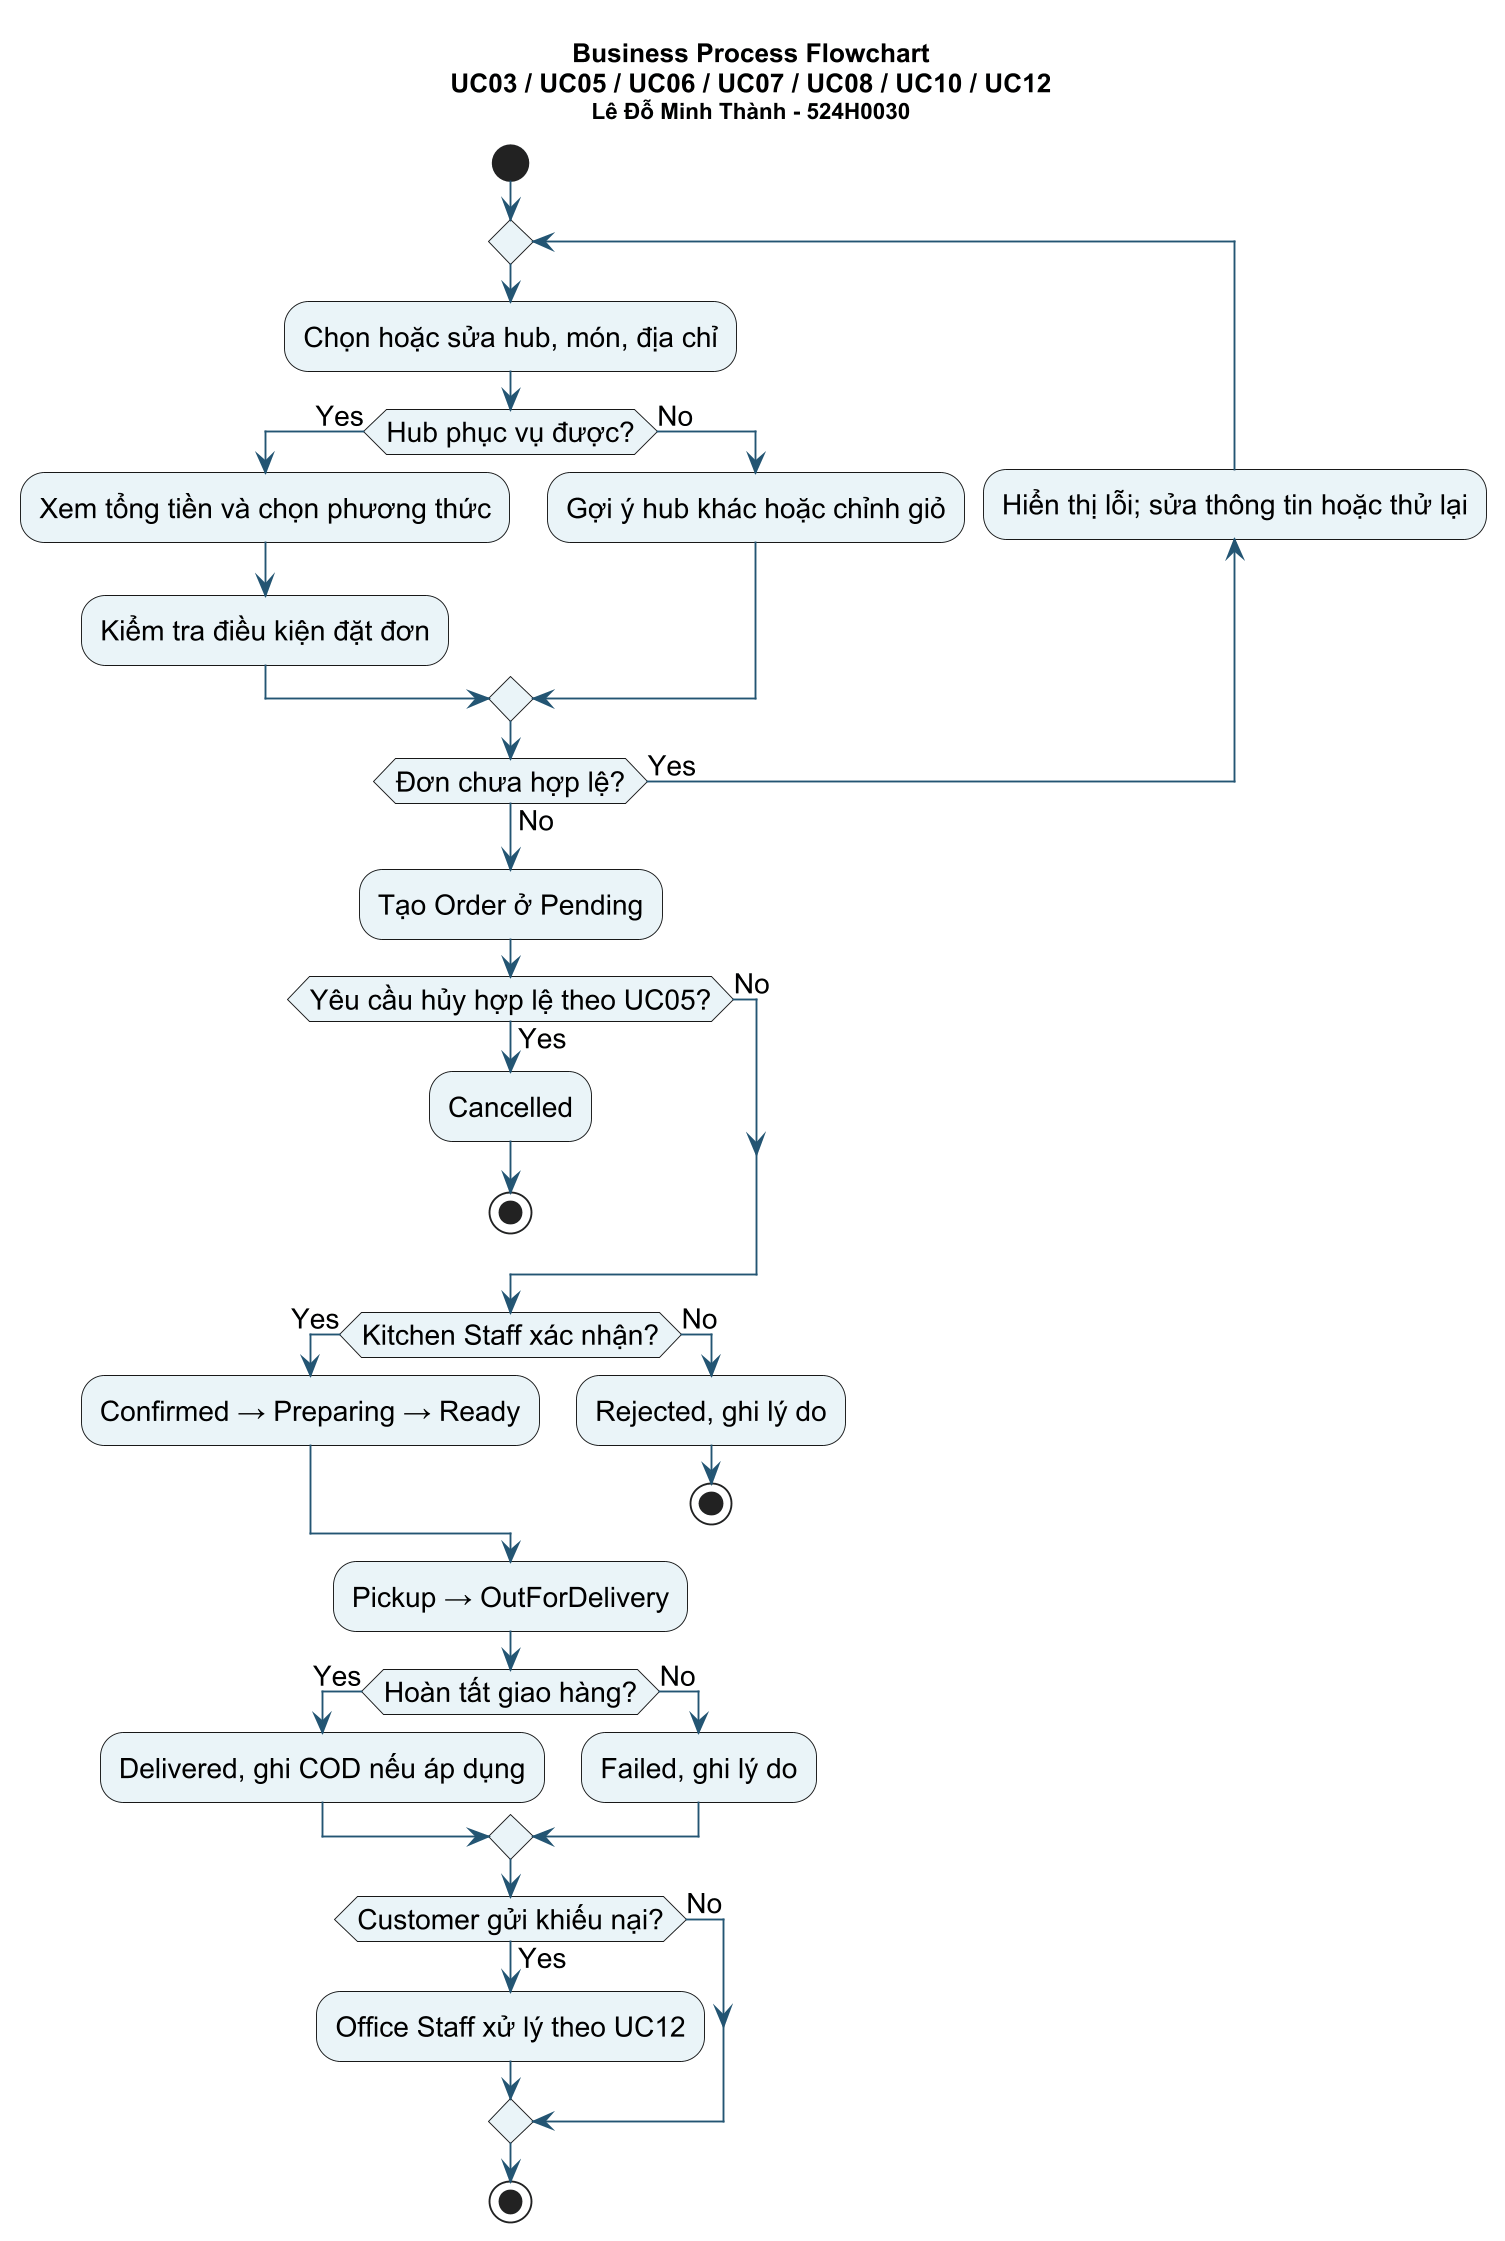 Business Process Flowchart
UC03 / UC05 / UC06 / UC07 / UC08 / UC10 / UC12
Lê Đỗ Minh Thành - 524H0030
Chọn hoặc sửa hub, món, địa chỉ
Yes
Hub phục vụ được?
No
Xem tổng tiền và chọn phương thức
Gợi ý hub khác hoặc chỉnh giỏ
Hiển thị lỗi; sửa thông tin hoặc thử lại
Kiểm tra điều kiện đặt đơn
Đơn chưa hợp lệ?
Yes
No
Tạo Order ở Pending
Yêu cầu hủy hợp lệ theo UC05?
No
Yes
Cancelled
Yes
Kitchen Staff xác nhận?
No
Confirmed → Preparing → Ready
Rejected, ghi lý do
Pickup → OutForDelivery
Yes
Hoàn tất giao hàng?
No
Delivered, ghi COD nếu áp dụng
Failed, ghi lý do
Customer gửi khiếu nại?
No
Yes
Office Staff xử lý theo UC12